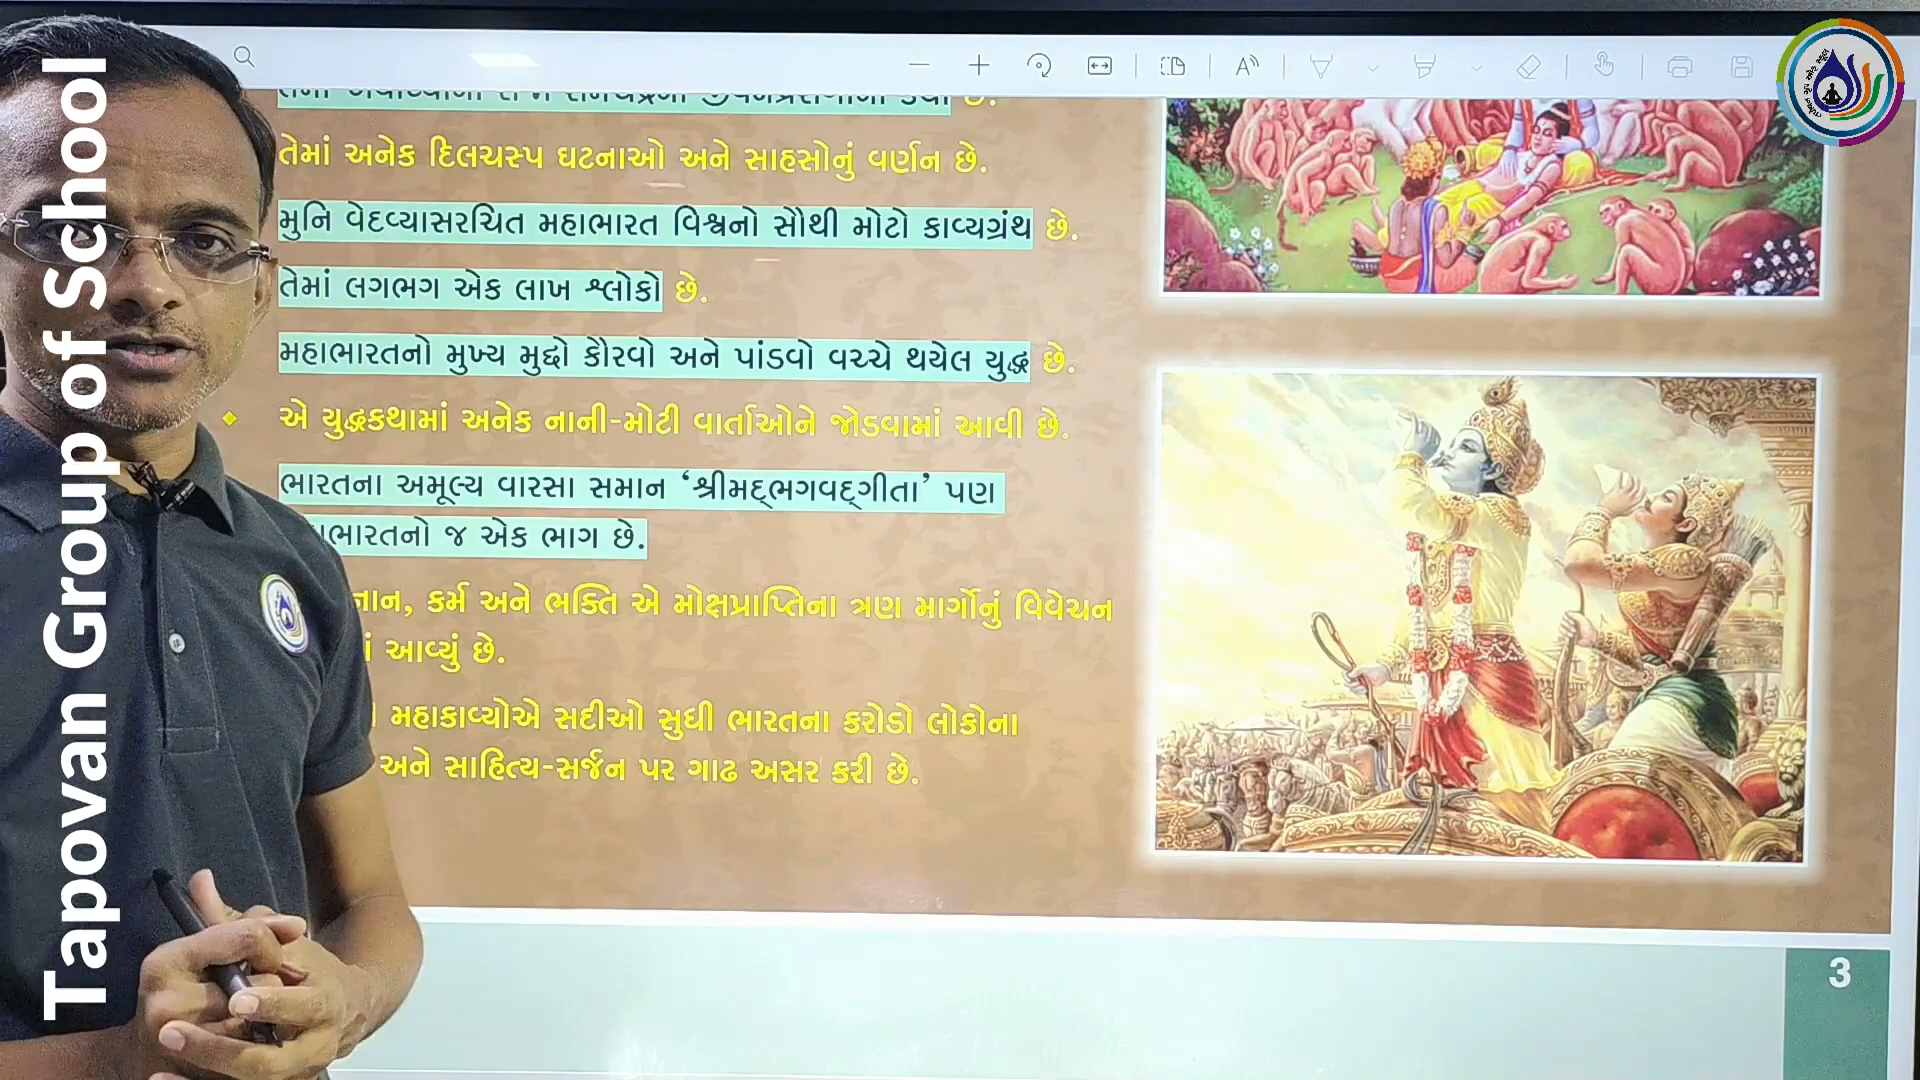 Tapovan Group of School
છે.
તેમાં અનેક દિલચસ્પ ઘટનાઓ અને સાહસોનું વર્ણન છે.
મુનિ વેદવ્યાસરચિત મહાભારત વિશ્વનો સૌથી મોટો કાવ્યગ્રંથ છે.
તેમાં લગભગ એક લાખ શ્લોકો છે.
મહાભારતનો મુખ્ય મુદ્દો કૌરવો અને પાંડવો વચ્ચે થયેલ યુદ્ધ છે.
એ યુદ્ધકથામાં અનેક નાની-મોટી વાર્તાઓને જોડવામાં આવી છે.
ભારતના અમૂલ્ય વારસા સમાન ‘શ્રીમદ્ભગવદ્ગીતા’ પણ
ભારતનો જ એક ભાગ છે.
કર્મ અને ભક્તિ એ મોક્ષપ્રાપ્તિના ત્રણ માર્ગોનું વિવેચન
આવ્યું છે.
મહાકાવ્યોએ સદીઓ સુધી ભારતના કરોડો લોકોના
અને સાહિત્ય-સર્જન પર ગાઢ અસર કરી છે.
3